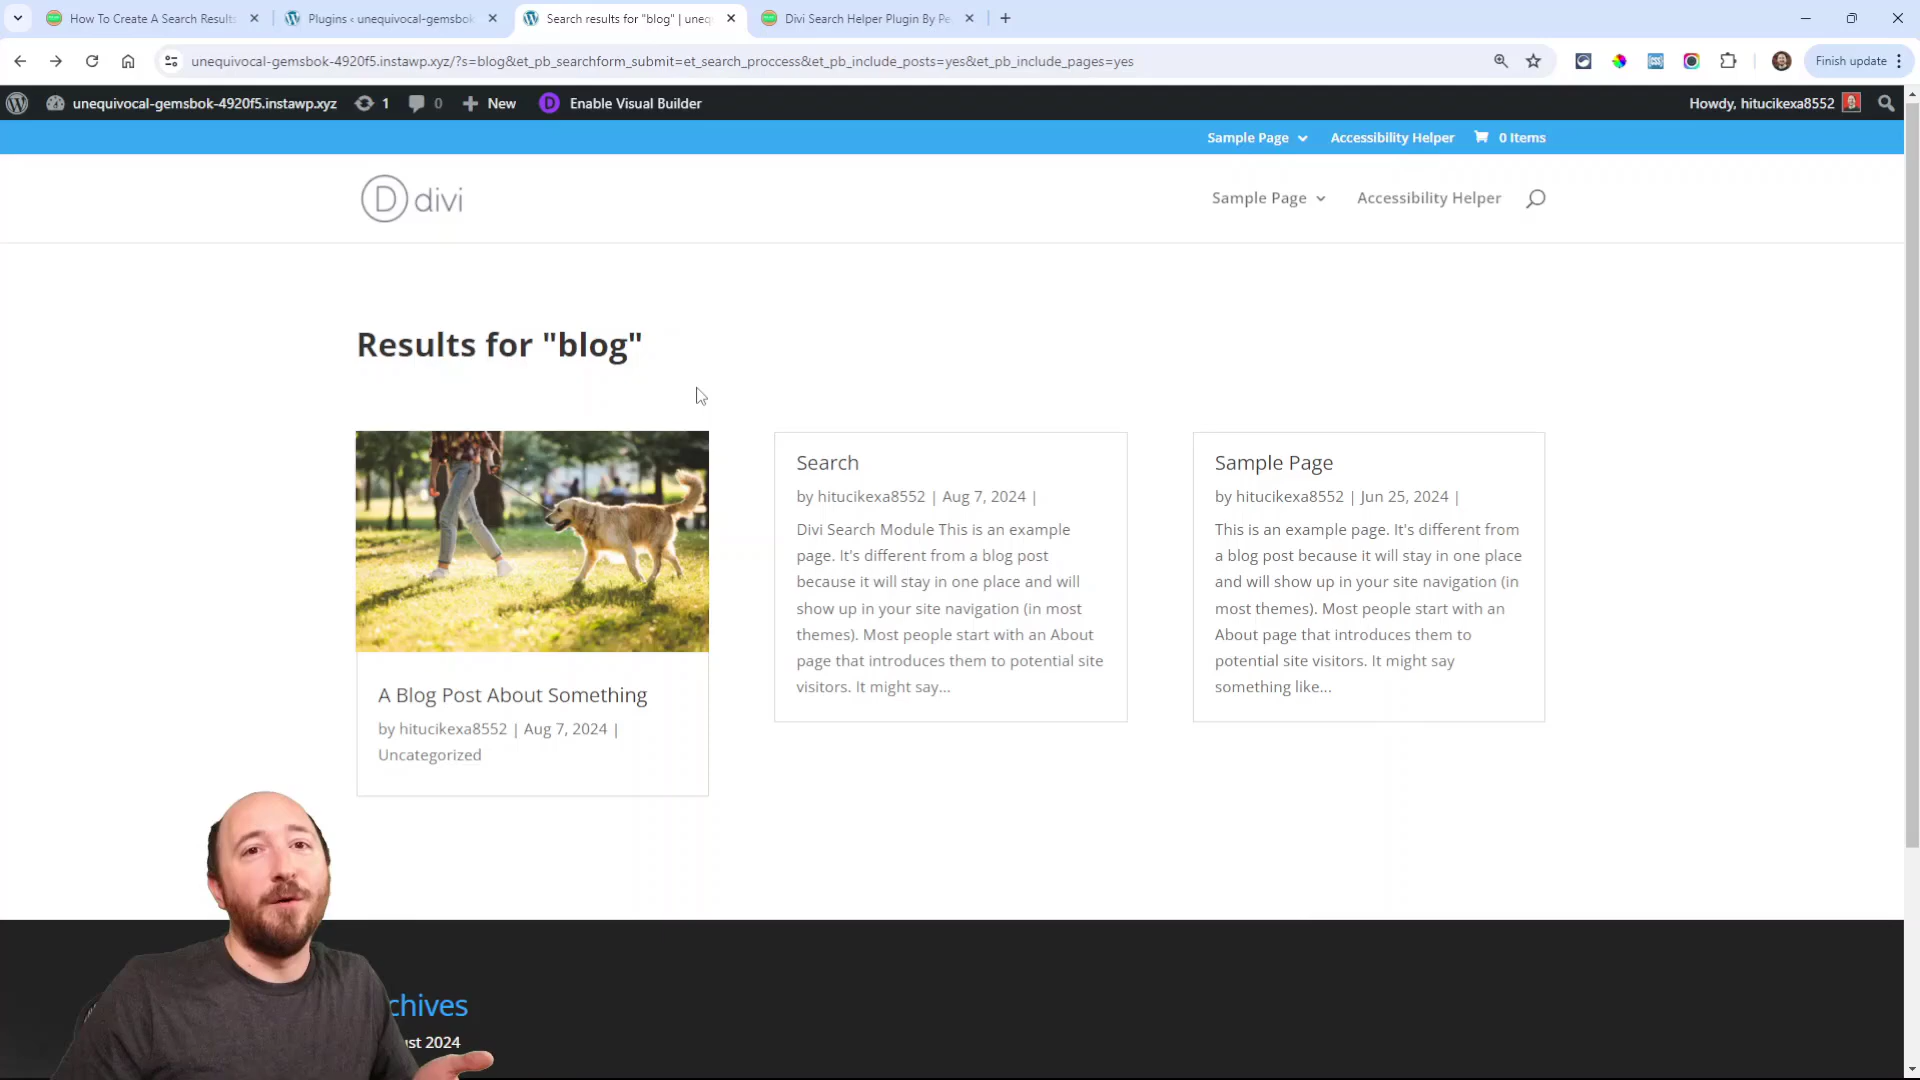 How To Create A Search Results
Plugins ‹ unequivocal-gemsbok
Search results for "blog" | uneq
Divi Search Helper Plugin By Pe
unequivocal-gemsbok-4920f5.instawp.xyz/?s=blog&et_pb_searchform_submit=et_search_proccess&et_pb_include_posts=yes&et_pb_include_pages=yes
Finish update
unequivocal-gemsbok-4920f5.instawp.xyz 1 0 New Enable Visual Builder
Howdy, hitucikexa8552
Sample Page Accessibility Helper 0 Items
D divi
Sample Page Accessibility Helper
Results for "blog"
A Blog Post About Something
by hitucikexa8552 | Aug 7, 2024 |
Uncategorized
Search
by hitucikexa8552 | Aug 7, 2024 |
Divi Search Module This is an example
page. It's different from a blog post
because it will stay in one place and will
show up in your site navigation (in most
themes). Most people start with an About
page that introduces them to potential site
visitors. It might say...
Sample Page
by hitucikexa8552 | Jun 25, 2024 |
This is an example page. It's different from
a blog post because it will stay in one place
and will show up in your site navigation (in
most themes). Most people start with an
About page that introduces them to
potential site visitors. It might say
something like...
chives
ust 2024